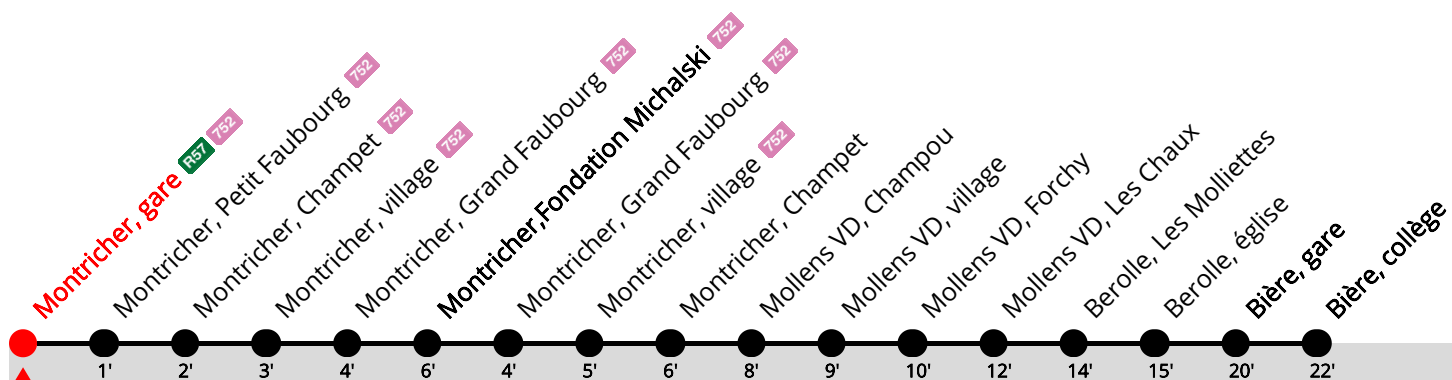 Montricher, gare R57 752
Montricher, Petit Faubourg 752
Montricher, Champet 752
Montricher, village 752
Montricher, Grand Faubourg 752
Montricher,Fondation Michalski 752
Montricher, Grand Faubourg 752
Montricher, village 752
Montricher, Champet
Mollens VD, Champou
Mollens VD, village
Mollens VD, Forchy
Mollens VD, Les Chaux
Berolle, Les Molliettes
Berolle, église
Bière, gare
Bière, collège
1' 2' 3' 4' 6' 4' 5' 6' 8' 9' 10' 12' 14' 15' 20' 22'